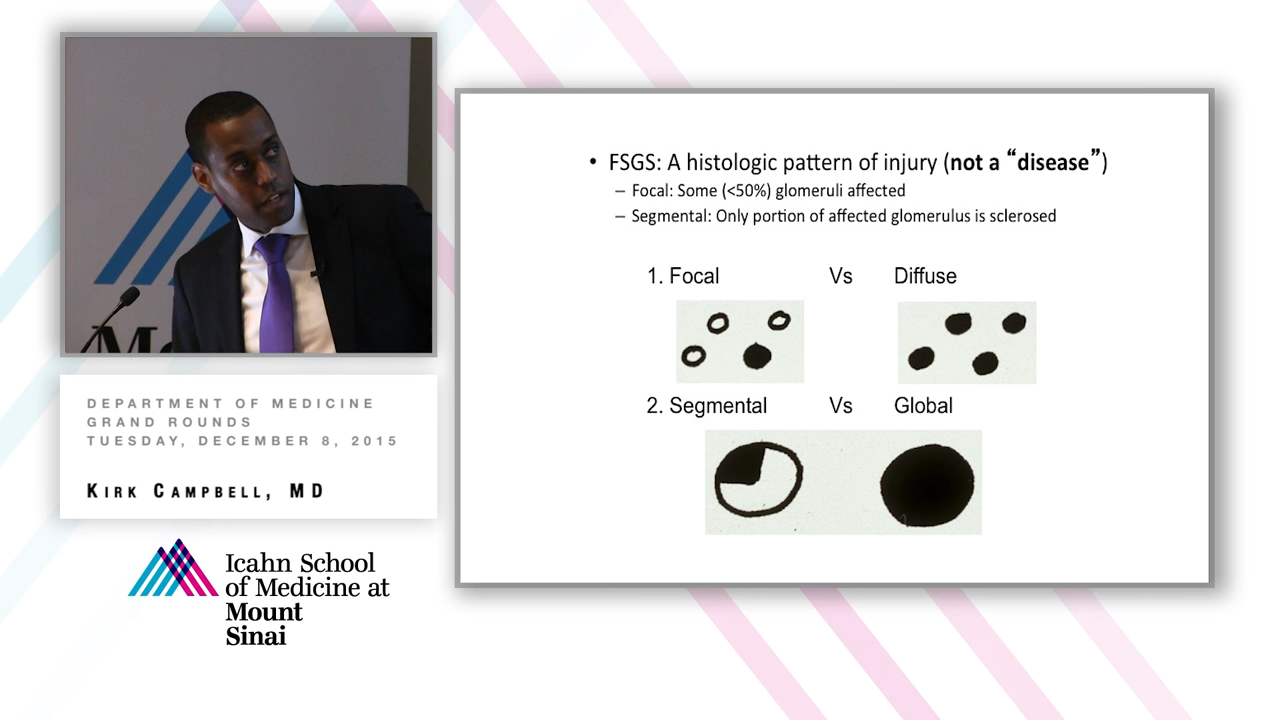 DEPARTMENT OF MEDICINE
GRAND ROUNDS
TUESDAY, DECEMBER 8, 2015
KIRK CAMPBELL, MD
Icahn School
of Medicine at
Mount
Sinai
• FSGS: A histologic pattern of injury (not a “disease”)
– Focal: Some (<50%) glomeruli affected
– Segmental: Only portion of affected glomerulus is sclerosed
1. Focal Vs Diffuse
2. Segmental Vs Global